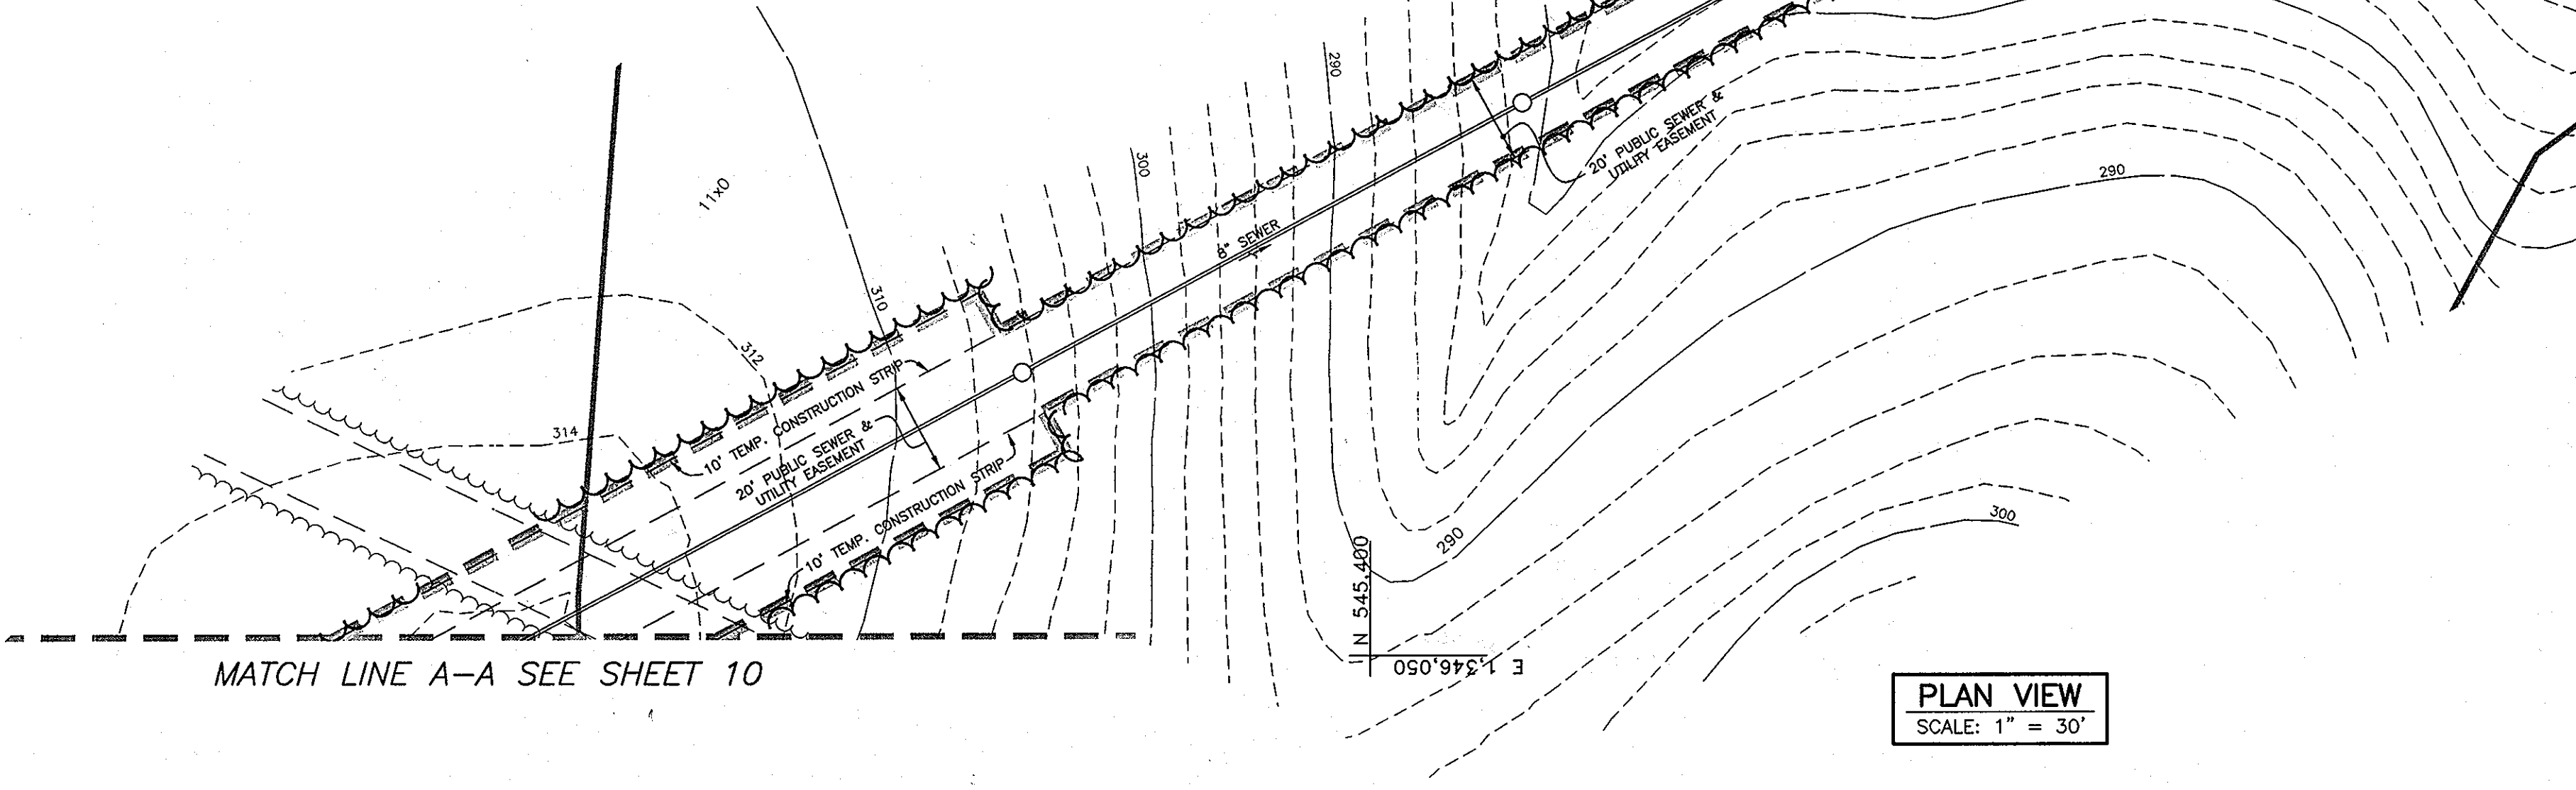 290
20' PUBLIC SEWER &
UTILITY EASEMENT
300
290
11x0
8" SEWER
310
312
10' TEMP. CONSTRUCTION STRIP
314
20' PUBLIC SEWER &
UTILITY EASEMENT
10' TEMP. CONSTRUCTION STRIP
300
290
N 545,400
E 1,346,050
MATCH LINE A-A SEE SHEET 10
PLAN VIEW
SCALE: 1" = 30'